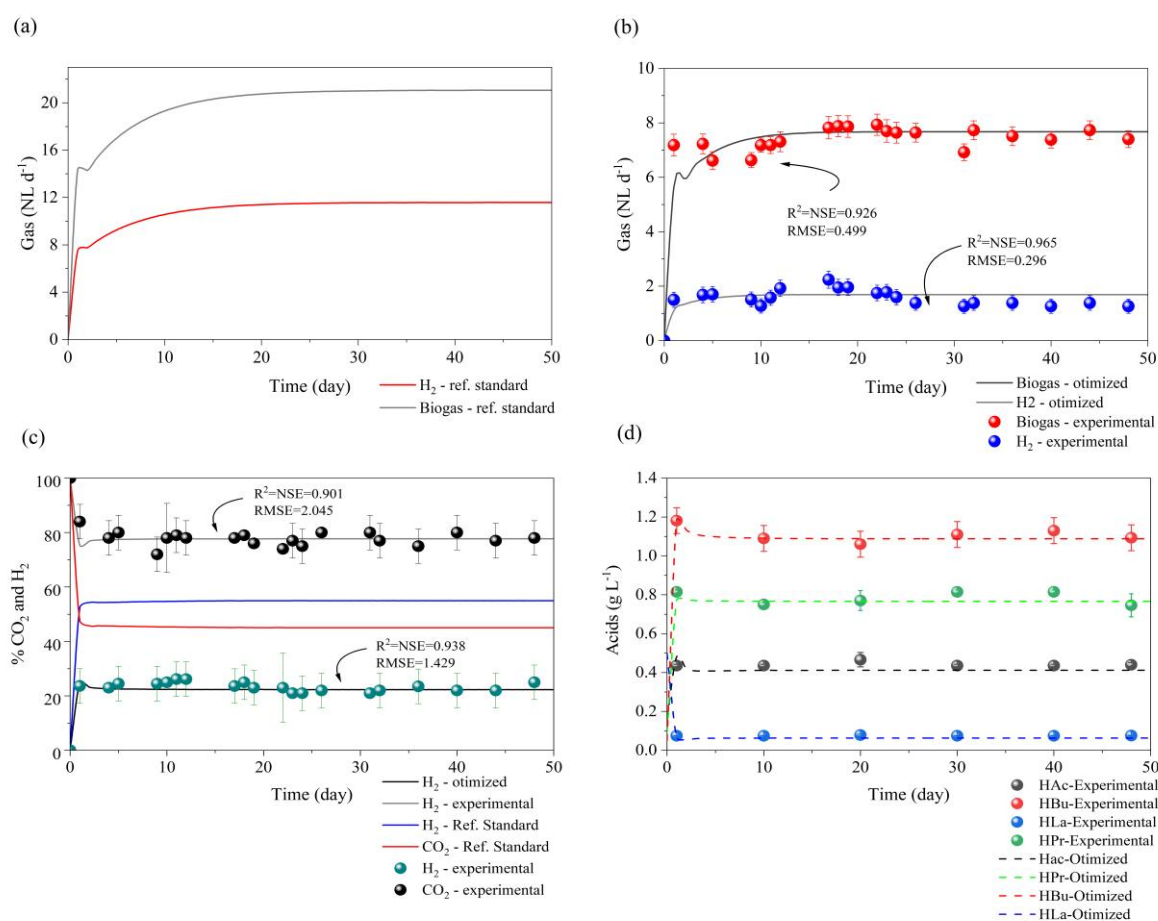 (a)
Gas (NL d⁻¹)
21
18
15
12
9
6
3
0
0 10 20 30 40 50
Time (day)
H₂ - ref. standard
Biogas - ref. standard
(b)
Gas (NL d⁻¹)
10
8
6
4
2
0
R²=NSE=0.926
RMSE=0.499
R²=NSE=0.965
RMSE=0.296
0 10 20 30 40 50
Time (day)
Biogas - otimized
H2 - otimized
Biogas - experimental
H₂ - experimental
(c)
% CO₂ and H₂
100
80
60
40
20
0
R²=NSE=0.901
RMSE=2.045
R²=NSE=0.938
RMSE=1.429
0 10 20 30 40 50
Time (day)
H₂ - otimized
H₂ - experimental
H₂ - Ref. Standard
CO₂ - Ref. Standard
H₂ - experimental
CO₂ - experimental
(d)
Acids (g L⁻¹)
1.4
1.2
1.0
0.8
0.6
0.4
0.2
0.0
0 10 20 30 40 50
Time (day)
HAc-Experimental
HBu-Experimental
HLa-Experimental
HPr-Experimental
Hac-Otimized
HPr-Otimized
HBu-Otimized
HLa-Otimized